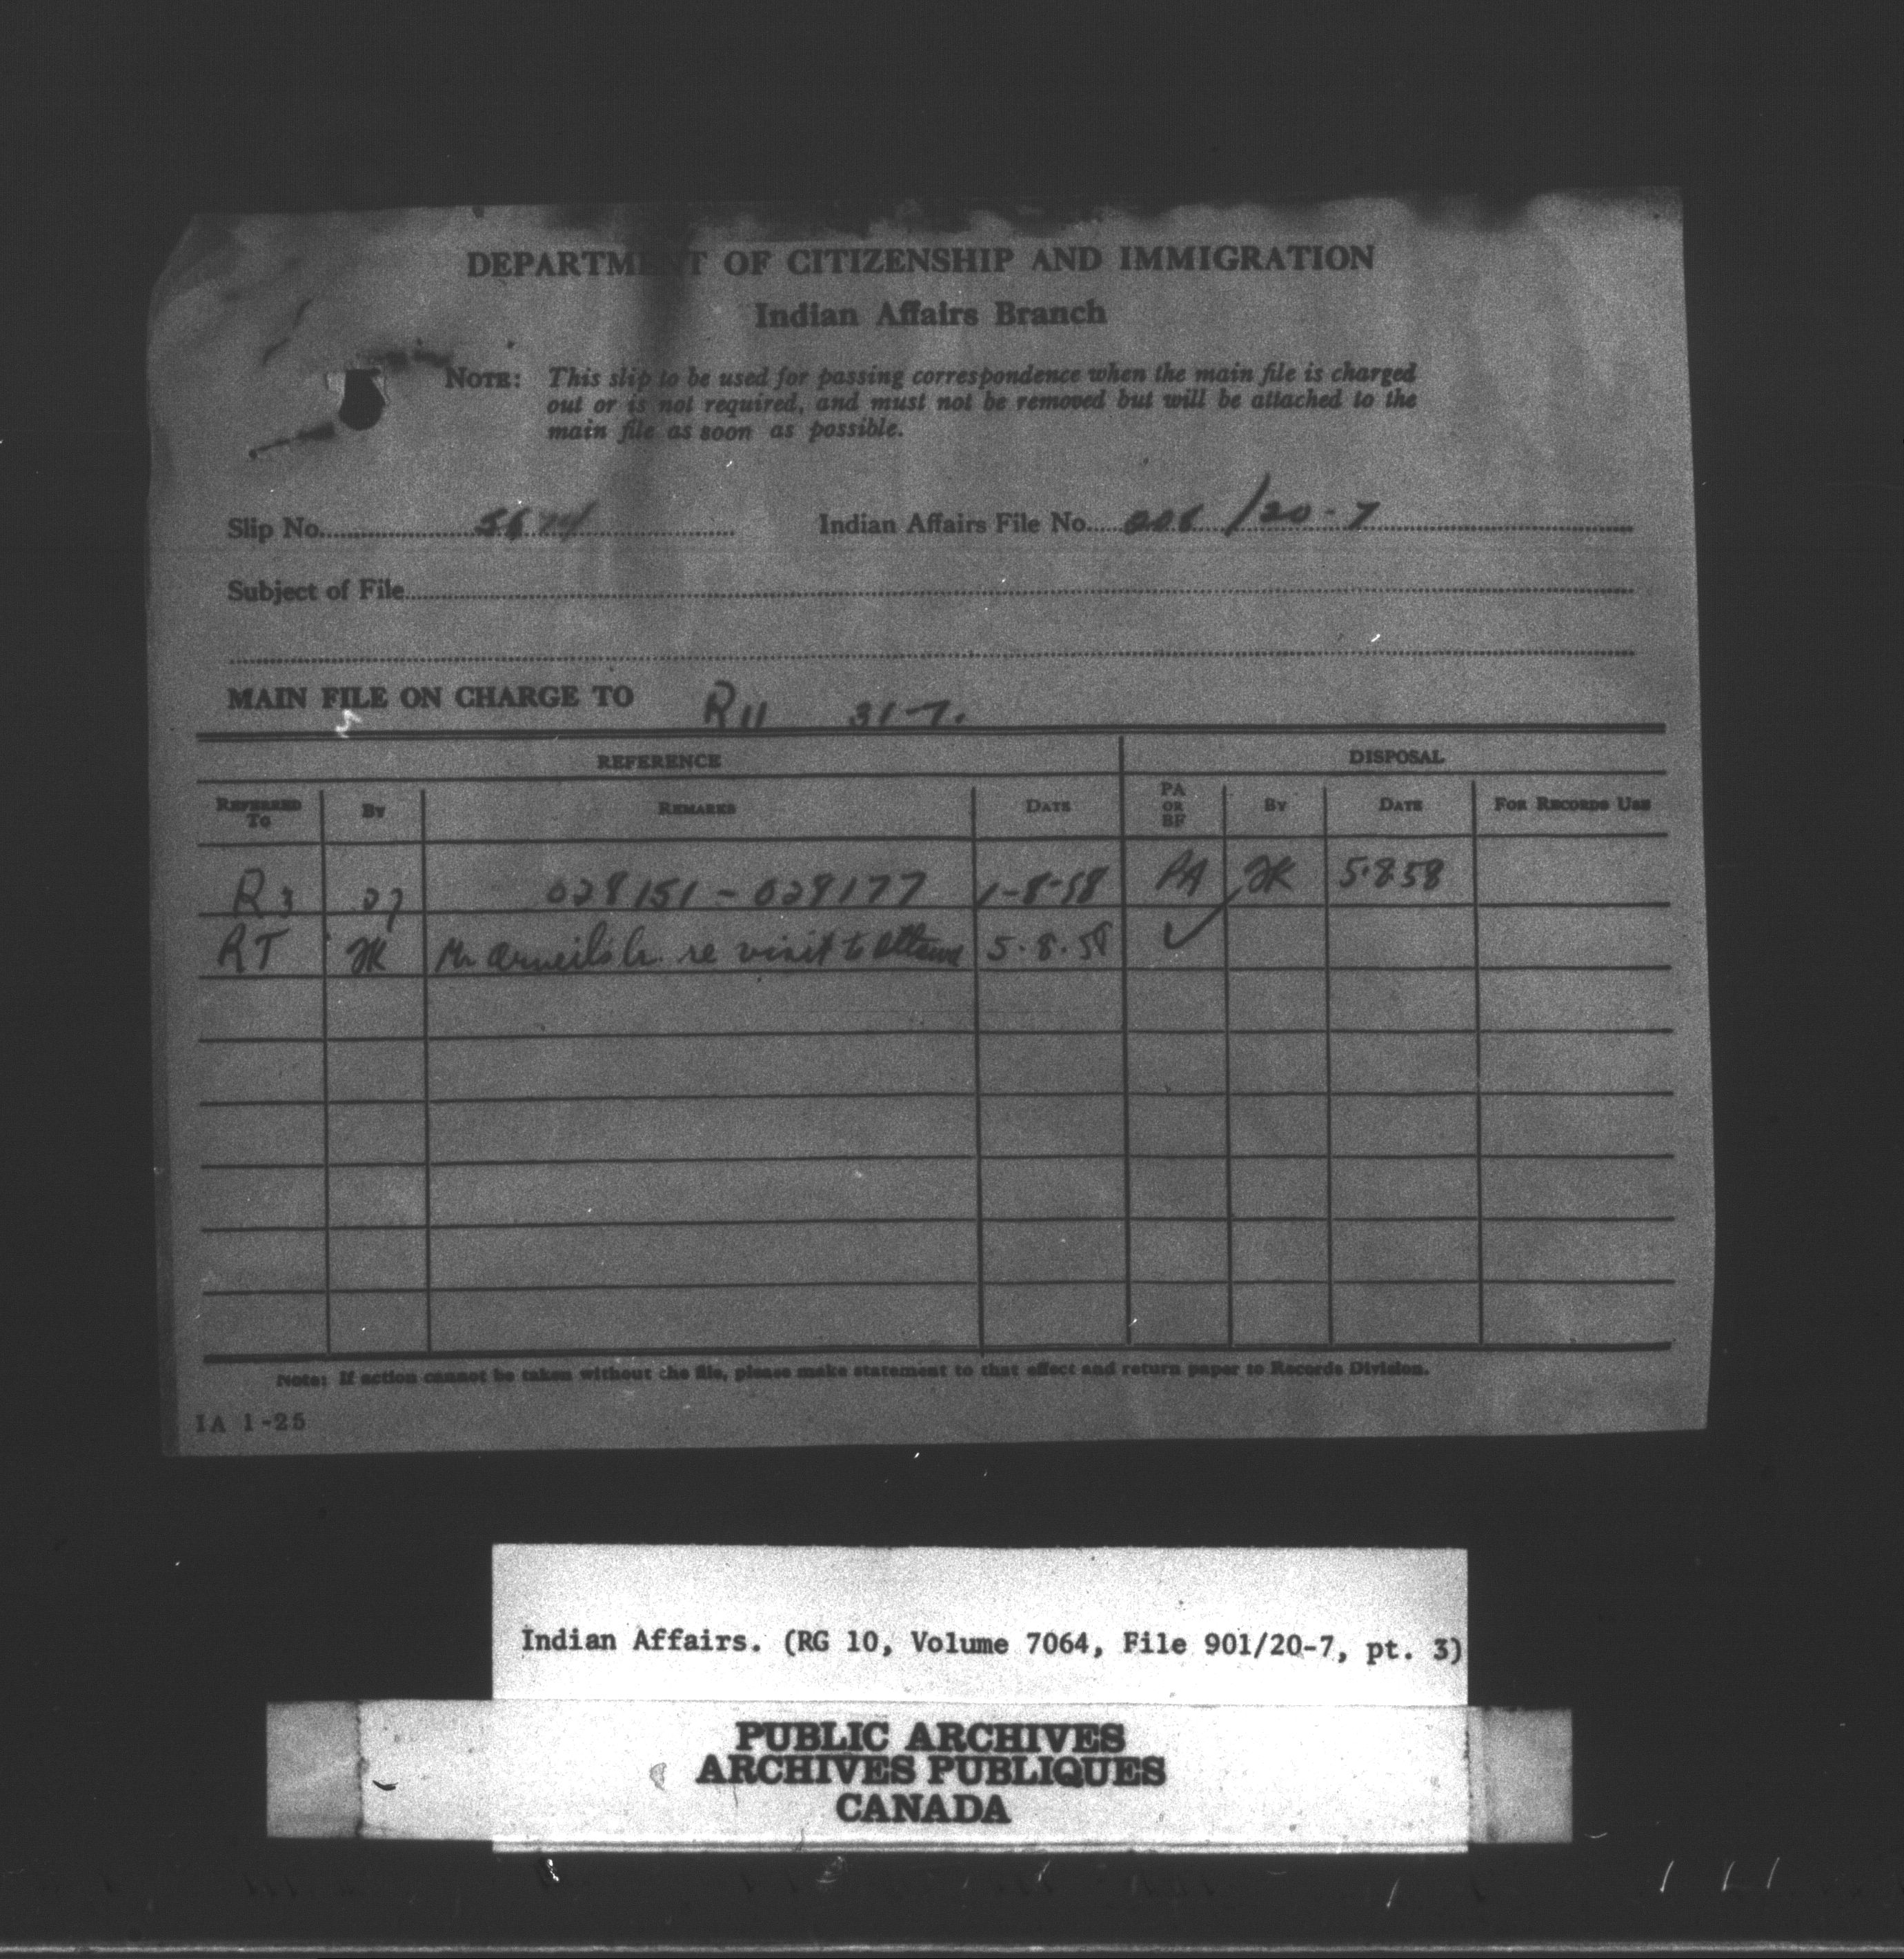 DEPARTMENT OF CITIZENSHIP AND IMMIGRATION
Indian Affairs Branch
NOTE: This slip to be used for passing correspondence when the main file is charged
out or is not required, and must not be removed but will be attached to the
main file as soon as possible.
Slip No. Indian Affairs File No. /20-7
Subject of File
MAIN FILE ON CHARGE TO R11 31-7.
REFERENCE DISPOSAL
REFERRED TO BY REMARKS DATE PA OR BF BY DATE FOR RECORDS USE
R3 028151 - 028177 1-8-58 PA JK 5.8.58
RT JK Mr Arneil's re visit to Ottawa 5.8.58
Note: If action cannot be taken without the file, please make statement to that effect and return paper to Records Division.
IA 1-25
Indian Affairs. (RG 10, Volume 7064, File 901/20-7, pt. 3)
PUBLIC ARCHIVES
ARCHIVES PUBLIQUES
CANADA